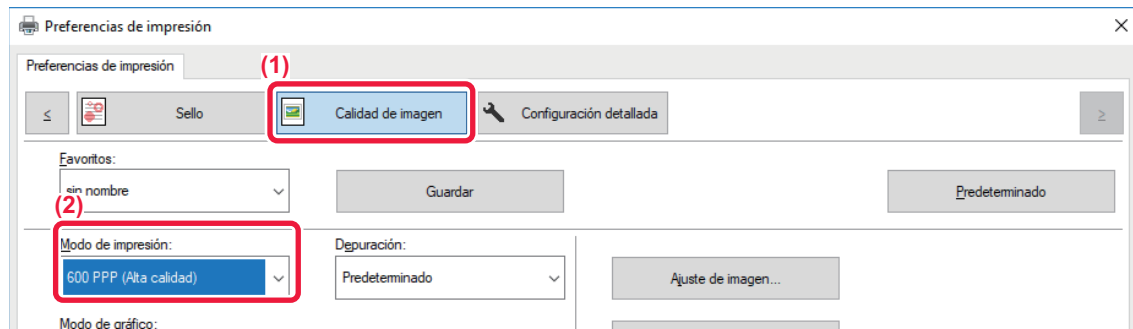 Preferencias de impresión
Preferencias de impresión
(1)
< Sello Calidad de imagen Configuración detallada >
Favoritos:
sin nombre Guardar Predeterminado
(2)
Modo de impresión: Depuración:
600 PPP (Alta calidad) Predeterminado Ajuste de imagen...
Modo de gráfico: